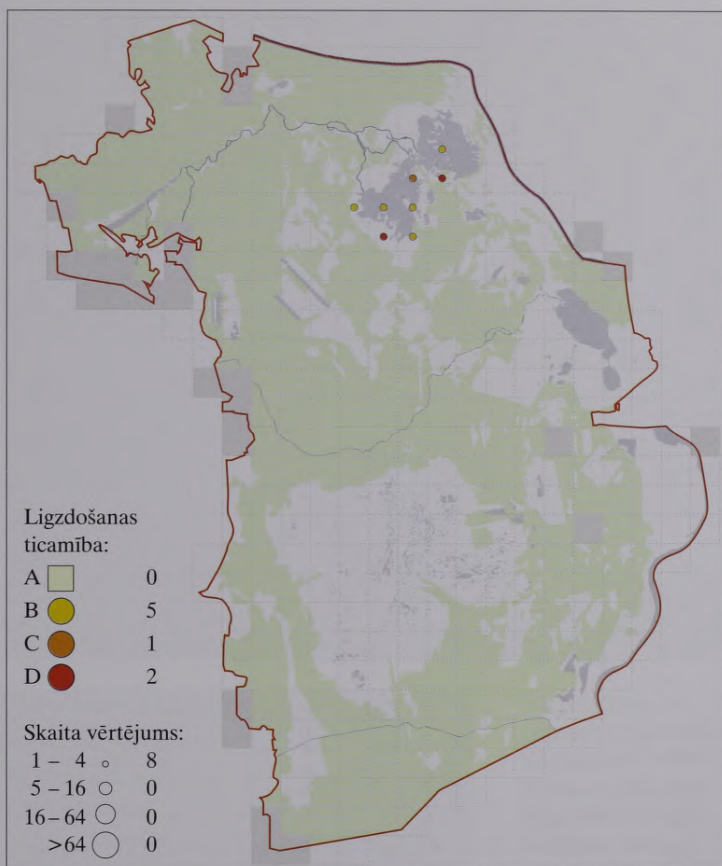 Ligzdošanas
ticamība:
A 0
B 5
C 1
D 2
Skaita vērtējums:
1 – 4 8
5 – 16 0
16 – 64 0
>64 0